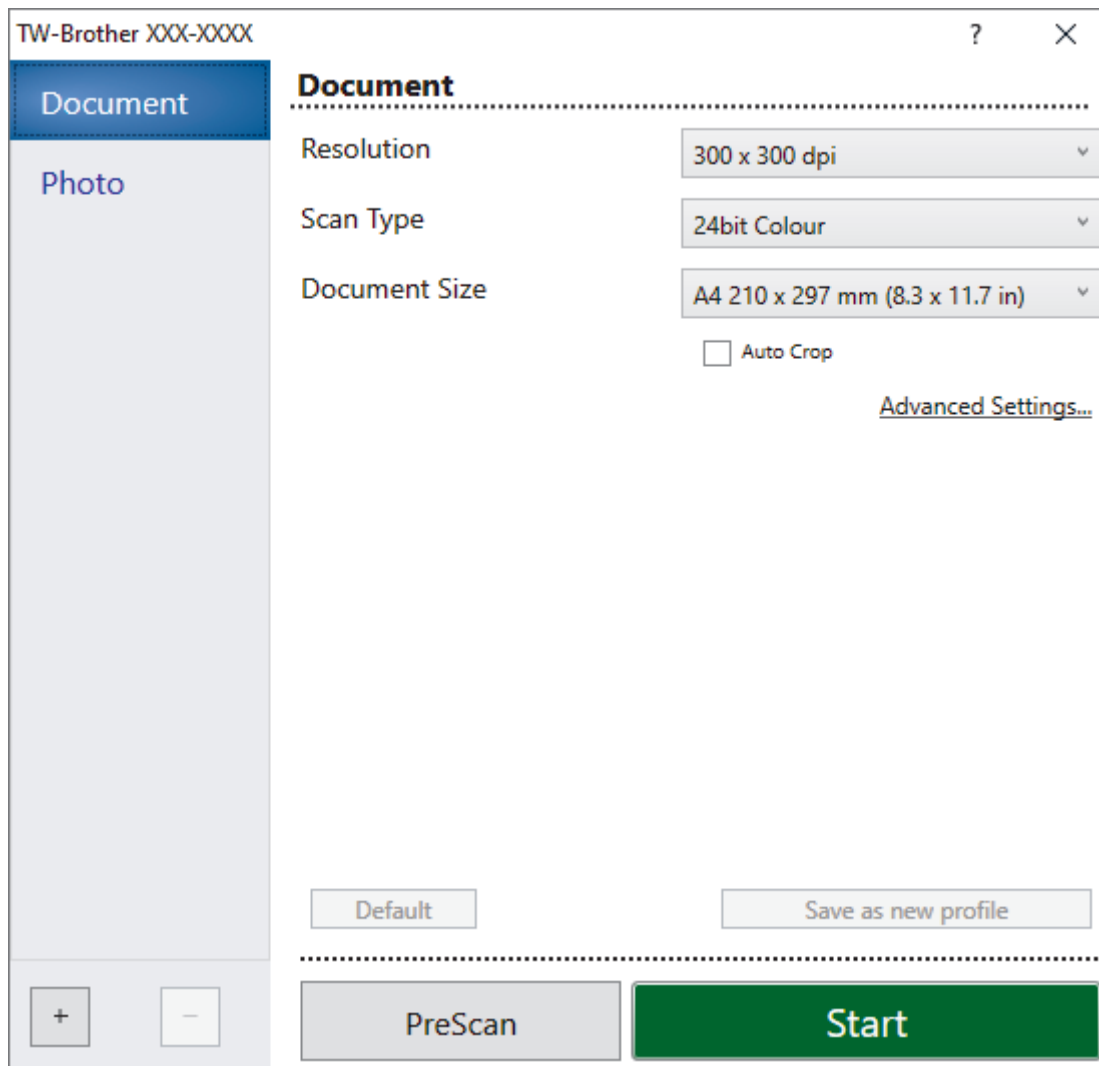 TW-Brother XXX-XXXX ?
Document
Photo
Document
Resolution 300 x 300 dpi
Scan Type 24bit Colour
Document Size A4 210 x 297 mm (8.3 x 11.7 in)
Auto Crop
Advanced Settings...
Default Save as new profile
+ −
PreScan Start